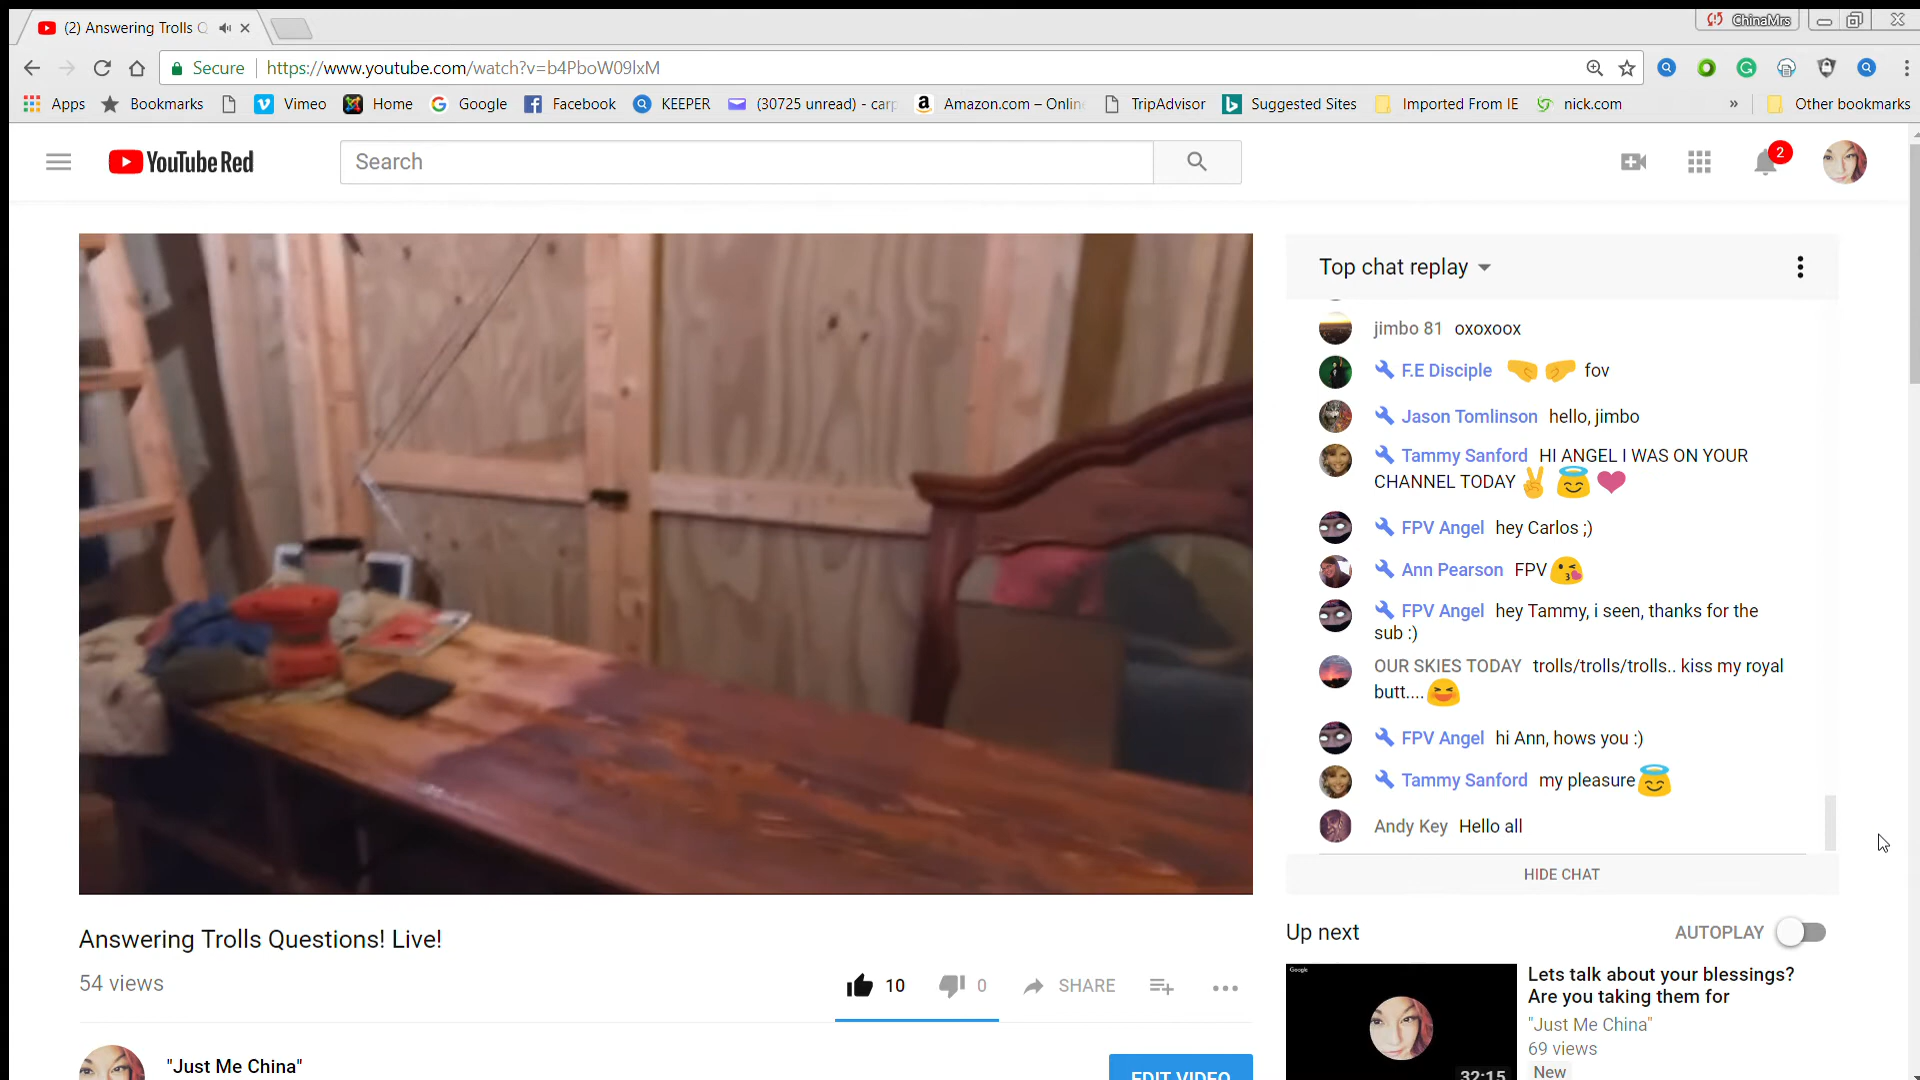 (2) Answering Trolls Q
ChinaMrs
Secure https://www.youtube.com/watch?v=b4PboW09lxM
Apps Bookmarks Vimeo Home Google Facebook KEEPER (30725 unread) - carp Amazon.com – Onlin TripAdvisor Suggested Sites Imported From IE nick.com » Other bookmarks
YouTube Red
Search
2
Top chat replay
jimbo 81 oxoxoox
F.E Disciple fov
Jason Tomlinson hello, jimbo
Tammy Sanford HI ANGEL I WAS ON YOUR
CHANNEL TODAY
FPV Angel hey Carlos ;)
Ann Pearson FPV
FPV Angel hey Tammy, i seen, thanks for the
sub :)
OUR SKIES TODAY trolls/trolls/trolls.. kiss my royal
butt....
FPV Angel hi Ann, hows you :)
Tammy Sanford my pleasure
Andy Key Hello all
HIDE CHAT
Answering Trolls Questions! Live!
54 views
10 0 SHARE
"Just Me China"
EDIT VIDEO
Up next AUTOPLAY
Google
32:15
Lets talk about your blessings?
Are you taking them for
"Just Me China"
69 views
New